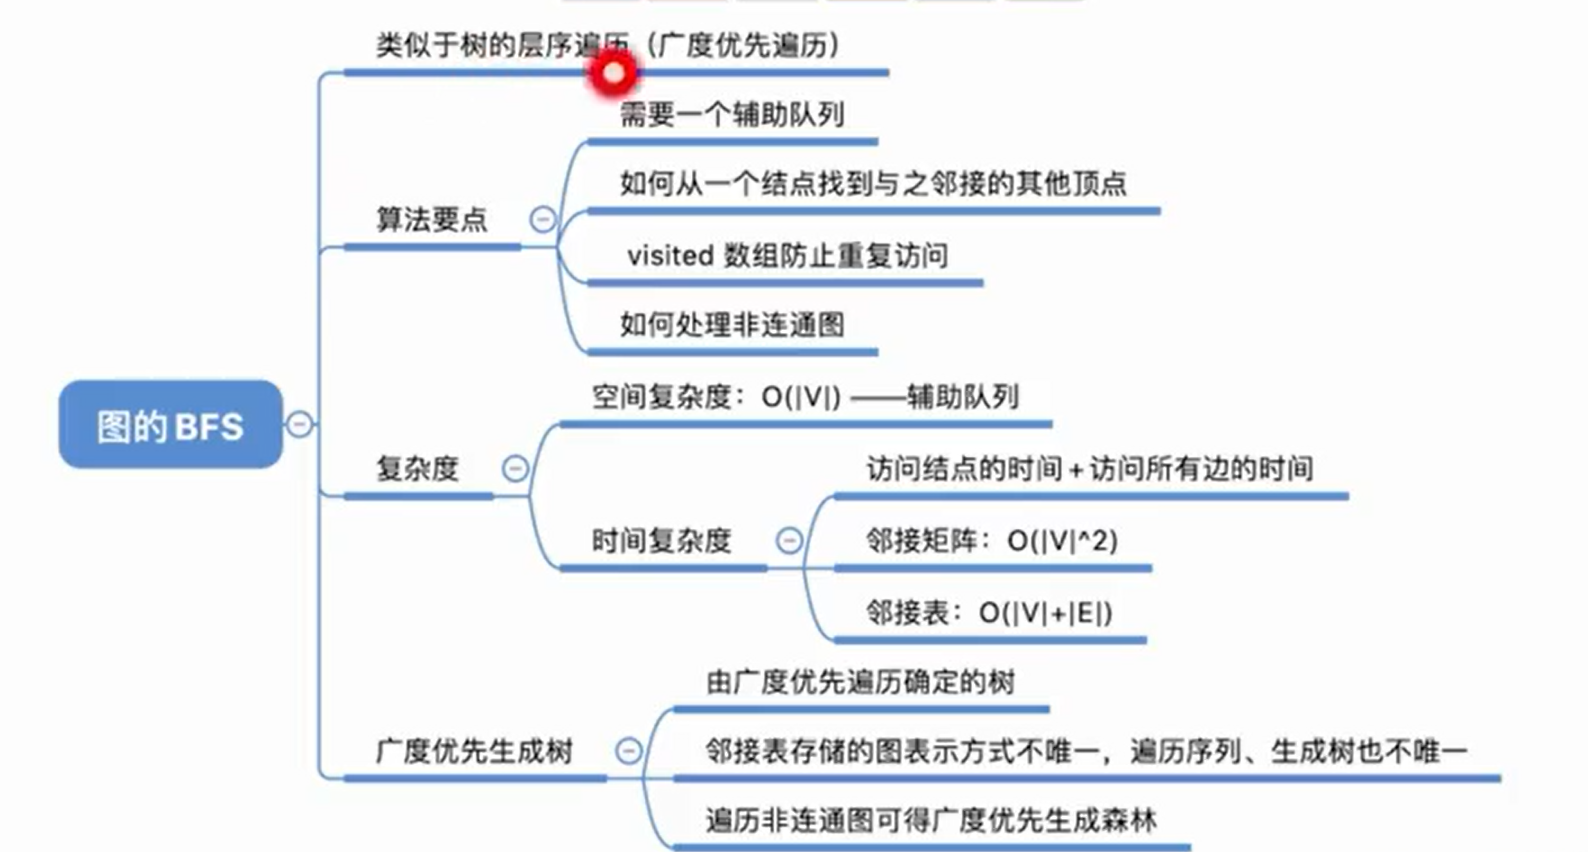 类似于树的层序遍历（广度优先遍历）
需要一个辅助队列
如何从一个结点找到与之邻接的其他顶点
算法要点
visited 数组防止重复访问
如何处理非连通图
空间复杂度：O(|V|) ——辅助队列
图的BFS
复杂度
访问结点的时间+访问所有边的时间
时间复杂度
邻接矩阵：O(|V|^2)
邻接表：O(|V|+|E|)
由广度优先遍历确定的树
广度优先生成树
邻接表存储的图表示方式不唯一，遍历序列、生成树也不唯一
遍历非连通图可得广度优先生成森林